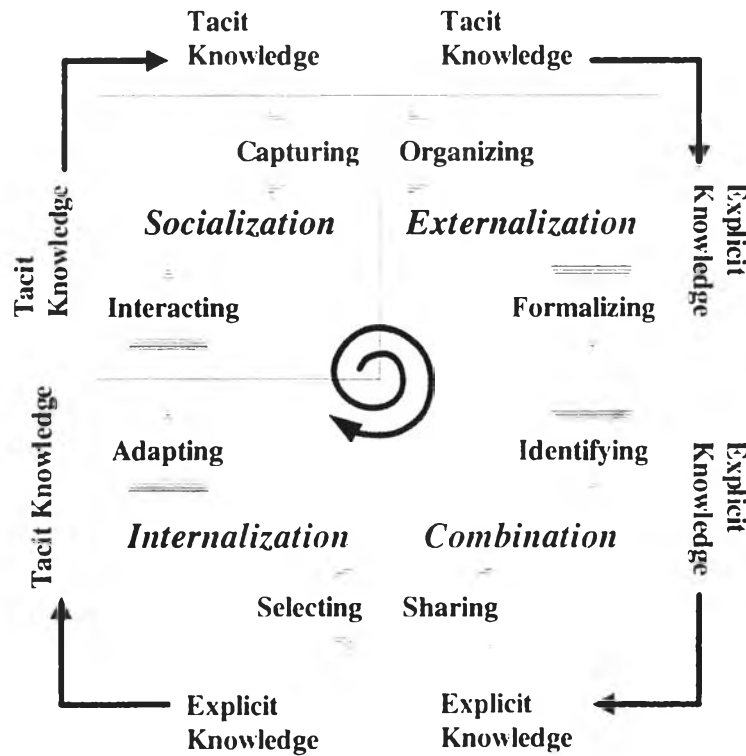 Tacit
Knowledge
Tacit
Knowledge
Capturing
Organizing
Socialization
Externalization
Tacit
Knowledge
Explicit
Knowledge
Interacting
Formalizing
Adapting
Identifying
Tacit Knowledge
Explicit
Knowledge
Internalization
Combination
Selecting
Sharing
Explicit
Knowledge
Explicit
Knowledge